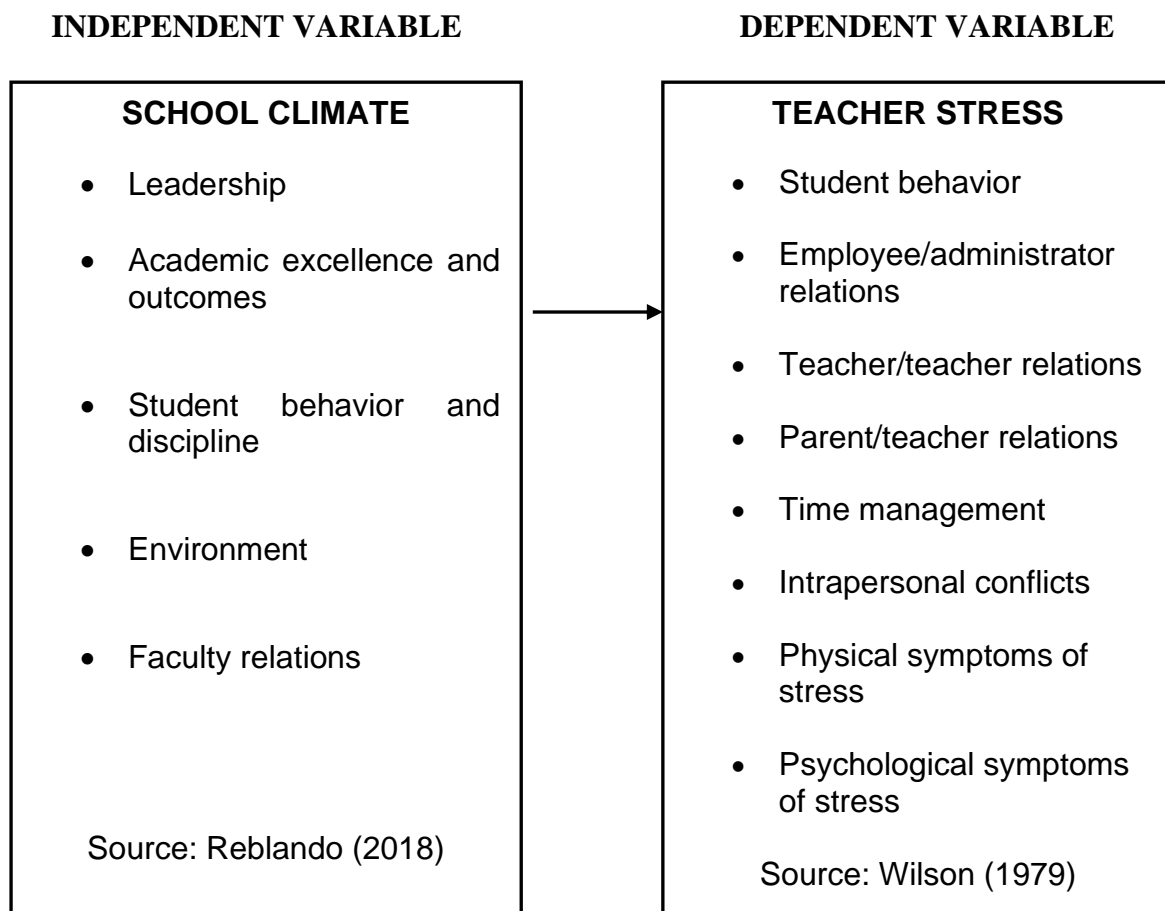 INDEPENDENT VARIABLE
DEPENDENT VARIABLE
SCHOOL CLIMATE
• Leadership
• Academic excellence and
outcomes
• Student behavior and
discipline
• Environment
• Faculty relations
Source: Reblando (2018)
TEACHER STRESS
• Student behavior
• Employee/administrator
relations
• Teacher/teacher relations
• Parent/teacher relations
• Time management
• Intrapersonal conflicts
• Physical symptoms of
stress
• Psychological symptoms
of stress
Source: Wilson (1979)